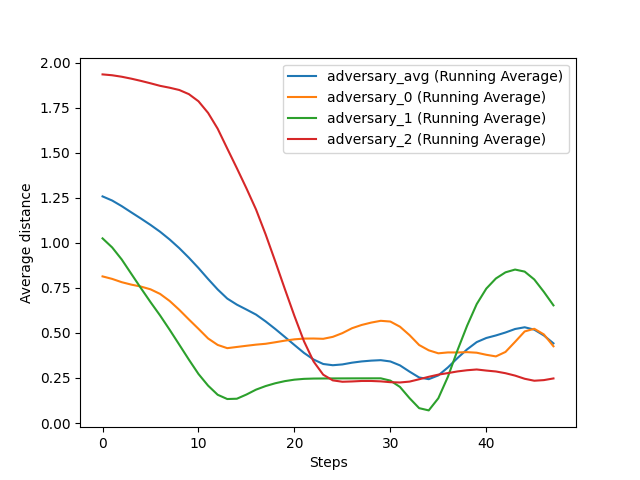 2.00
1.75
1.50
1.25
1.00
0.75
0.50
0.25
0.00
Average distance
adversary_avg (Running Average)
adversary_0 (Running Average)
adversary_1 (Running Average)
adversary_2 (Running Average)
0 10 20 30 40
Steps